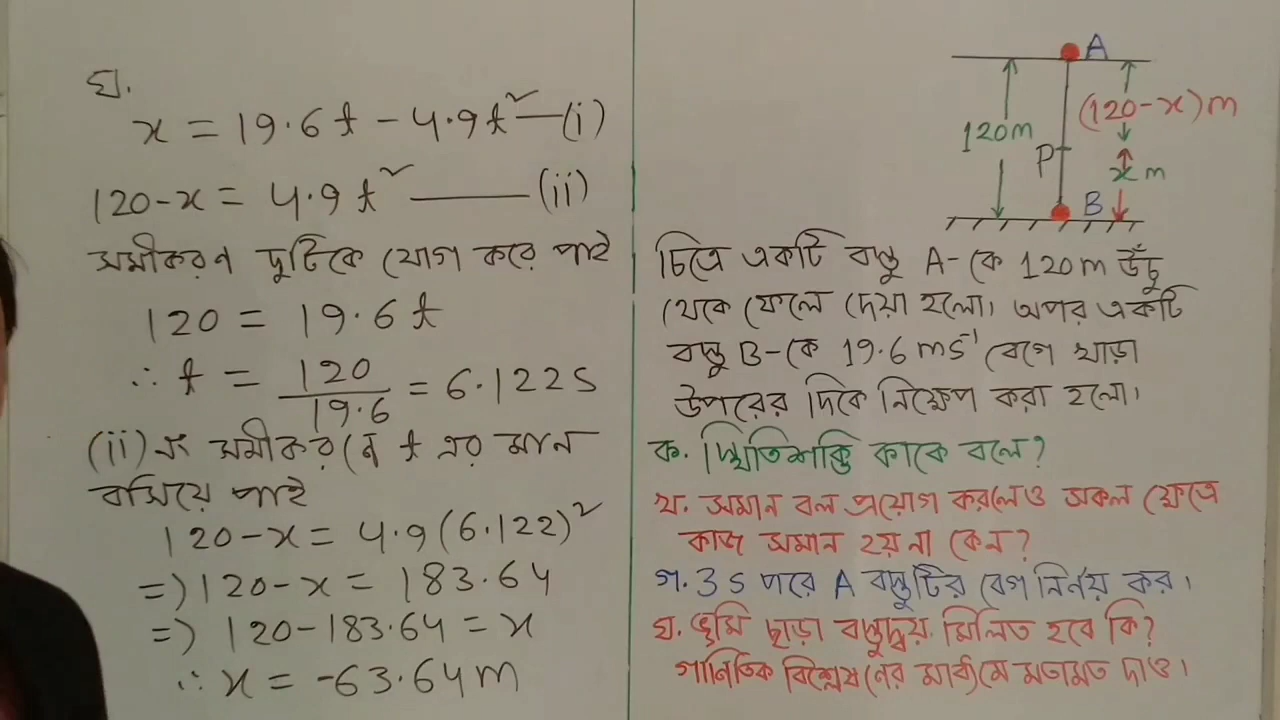 ঘ.
x = 19.6t - 4.9t² — (i)
120-x = 4.9t² —— (ii)
সমীকরণ দুটিকে যোগ করে পাই
120 = 19.6t
∴ t = 120/19.6 = 6.122s
(ii) নং সমীকরণে t এর মান
বসিয়ে পাই
120-x = 4.9(6.122)²
=> 120-x = 183.64
=> 120-183.64 = x
∴ x = -63.64m
A
(120-x)m
120m
P
x m
B
চিত্রে একটি বস্তু A-কে 120m উঁচু
থেকে ফেলে দেয়া হলো। অপর একটি
বস্তু B-কে 19.6 ms⁻¹ বেগে খাড়া
উপরের দিকে নিক্ষেপ করা হলো।
ক. স্থিতিশক্তি কাকে বলে?
খ. সমান বল প্রয়োগ করলেও সকল ক্ষেত্রে
কাজ সমান হয় না কেন?
গ. 3s পরে A বস্তুটির বেগ নির্ণয় কর।
ঘ. ভূমি ছাড়া বস্তুদ্বয় মিলিত হবে কি?
গাণিতিক বিশ্লেষনের মাধ্যমে মতামত দাও।